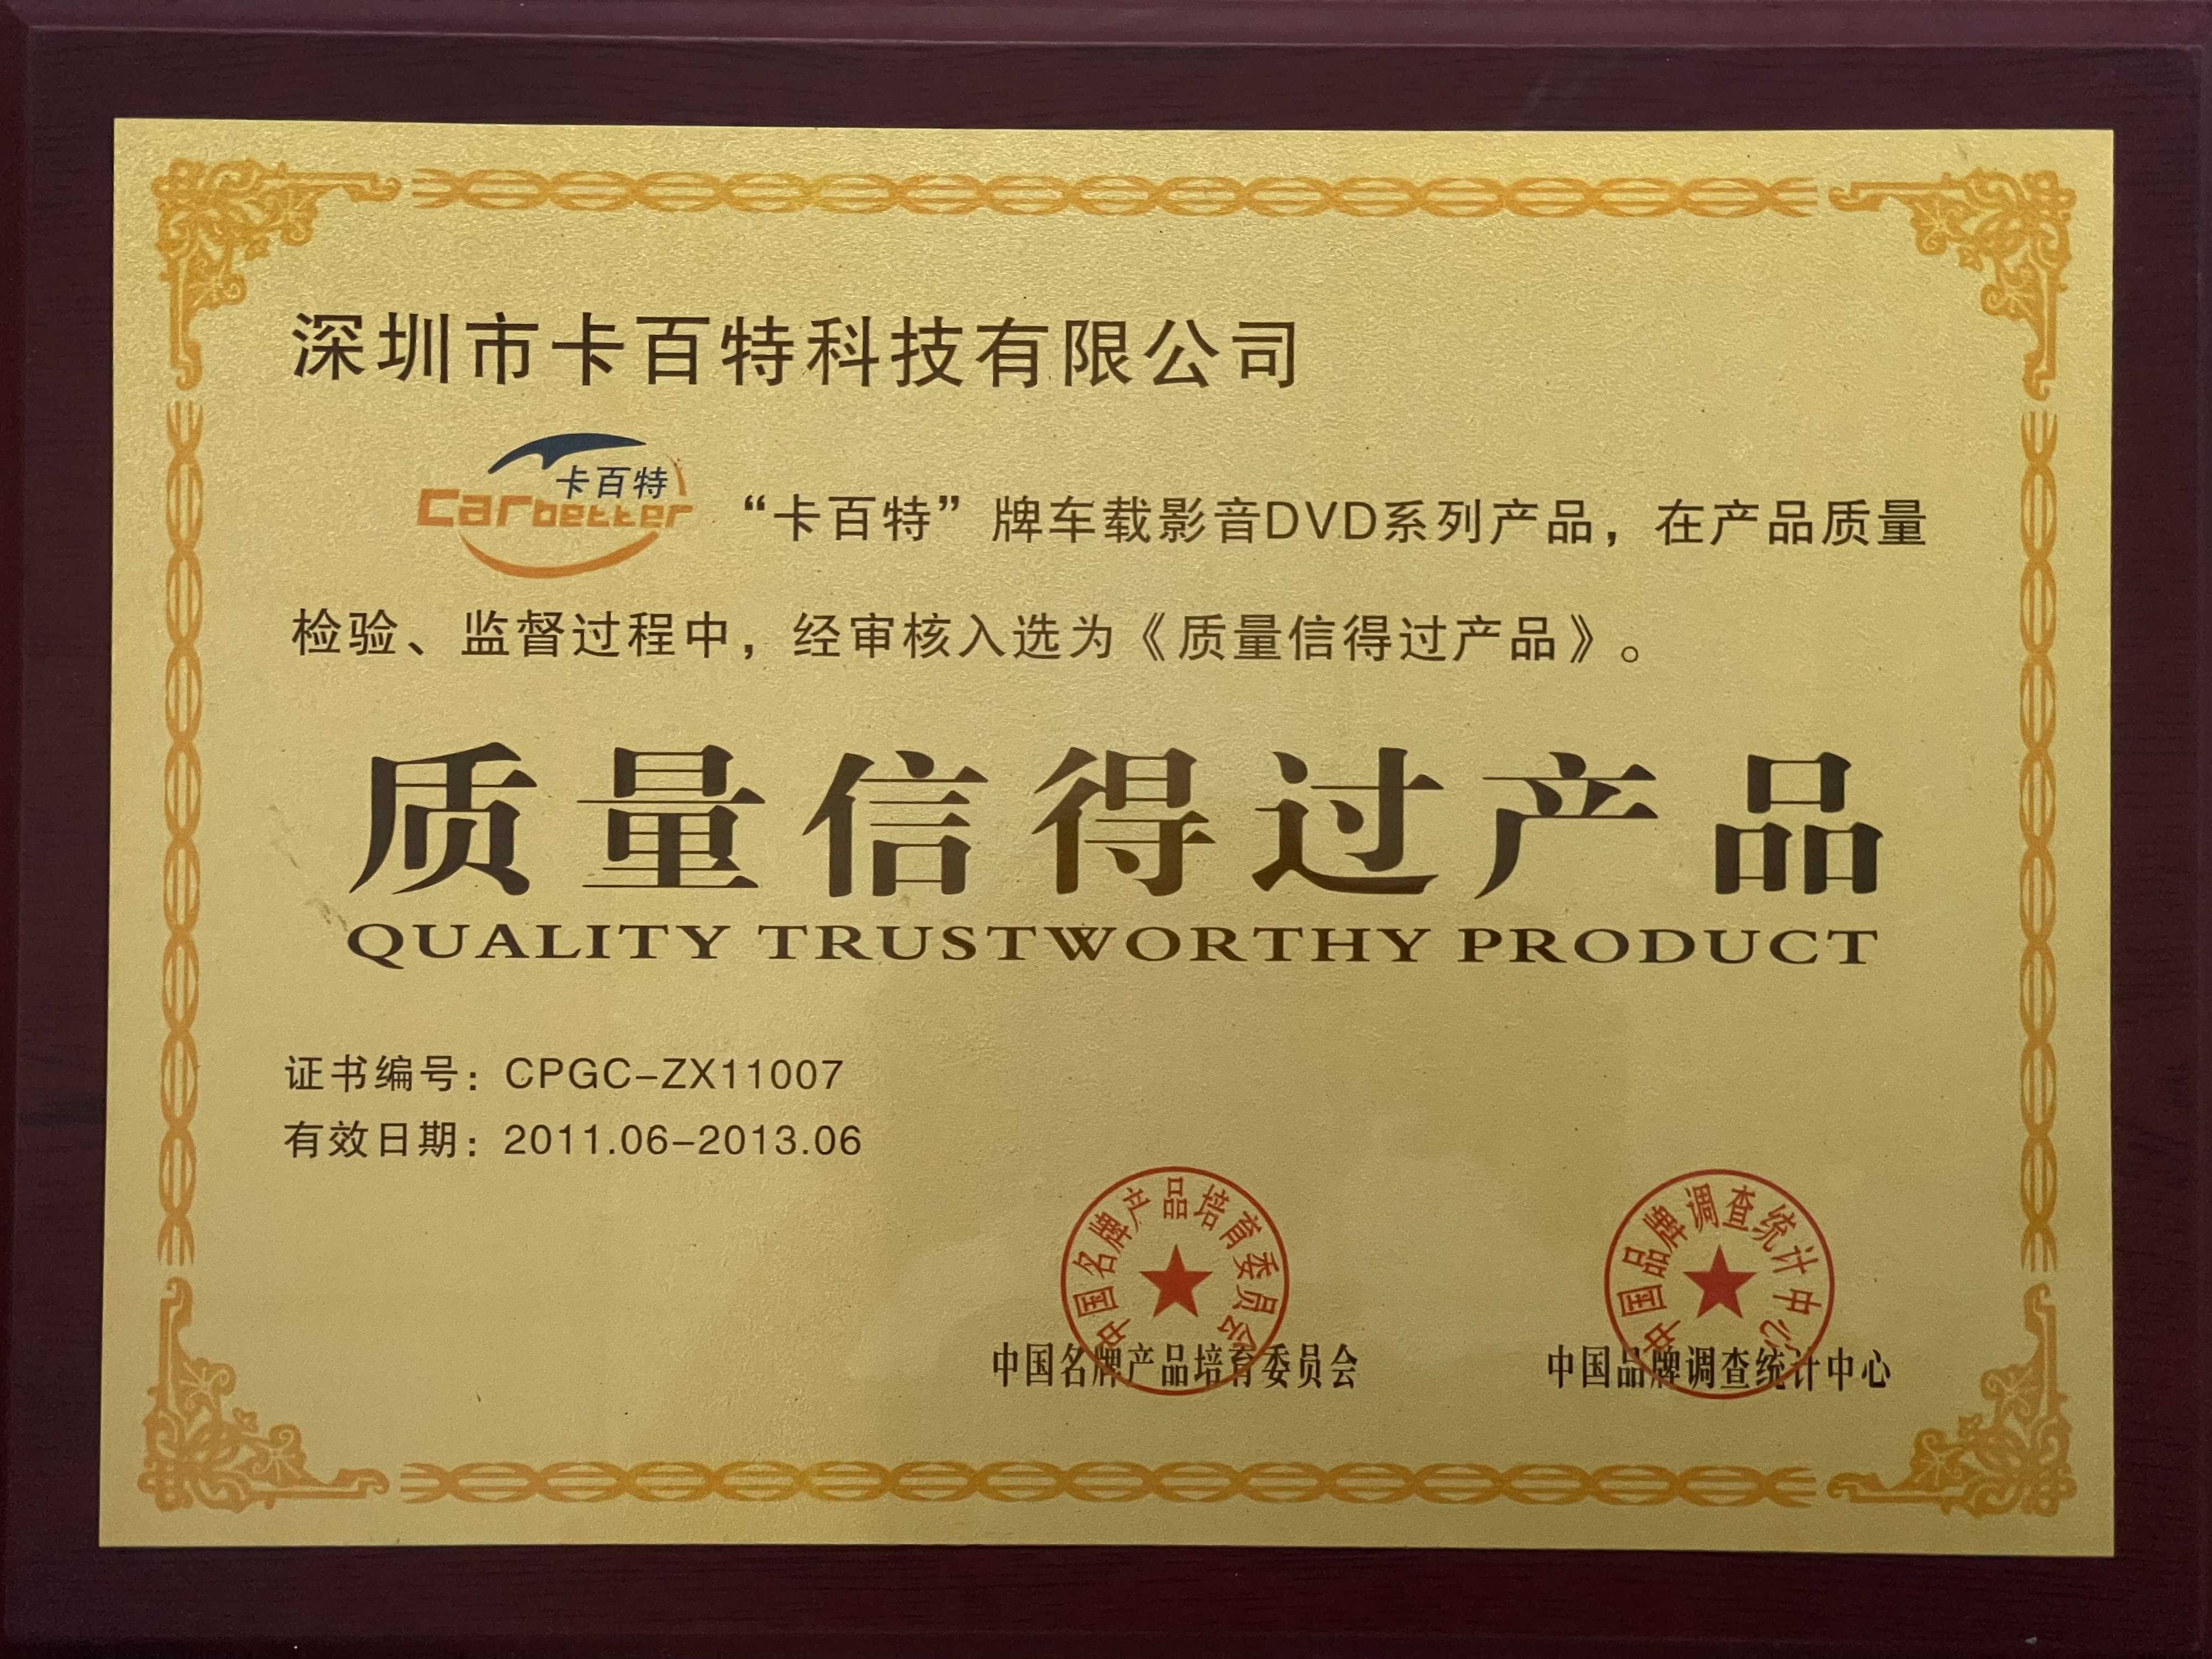 深圳市卡百特科技有限公司
卡百特
Carbetter
“卡百特”牌车载影音DVD系列产品，在产品质量
检验、监督过程中，经审核入选为《质量信得过产品》。
质量信得过产品
QUALITY TRUSTWORTHY PRODUCT
证书编号：CPGC-ZX11007
有效日期：2011.06-2013.06
中国名牌产品培育委员会
中国品牌调查统计中心
中国名牌产品培育委员会
中国品牌调查统计中心